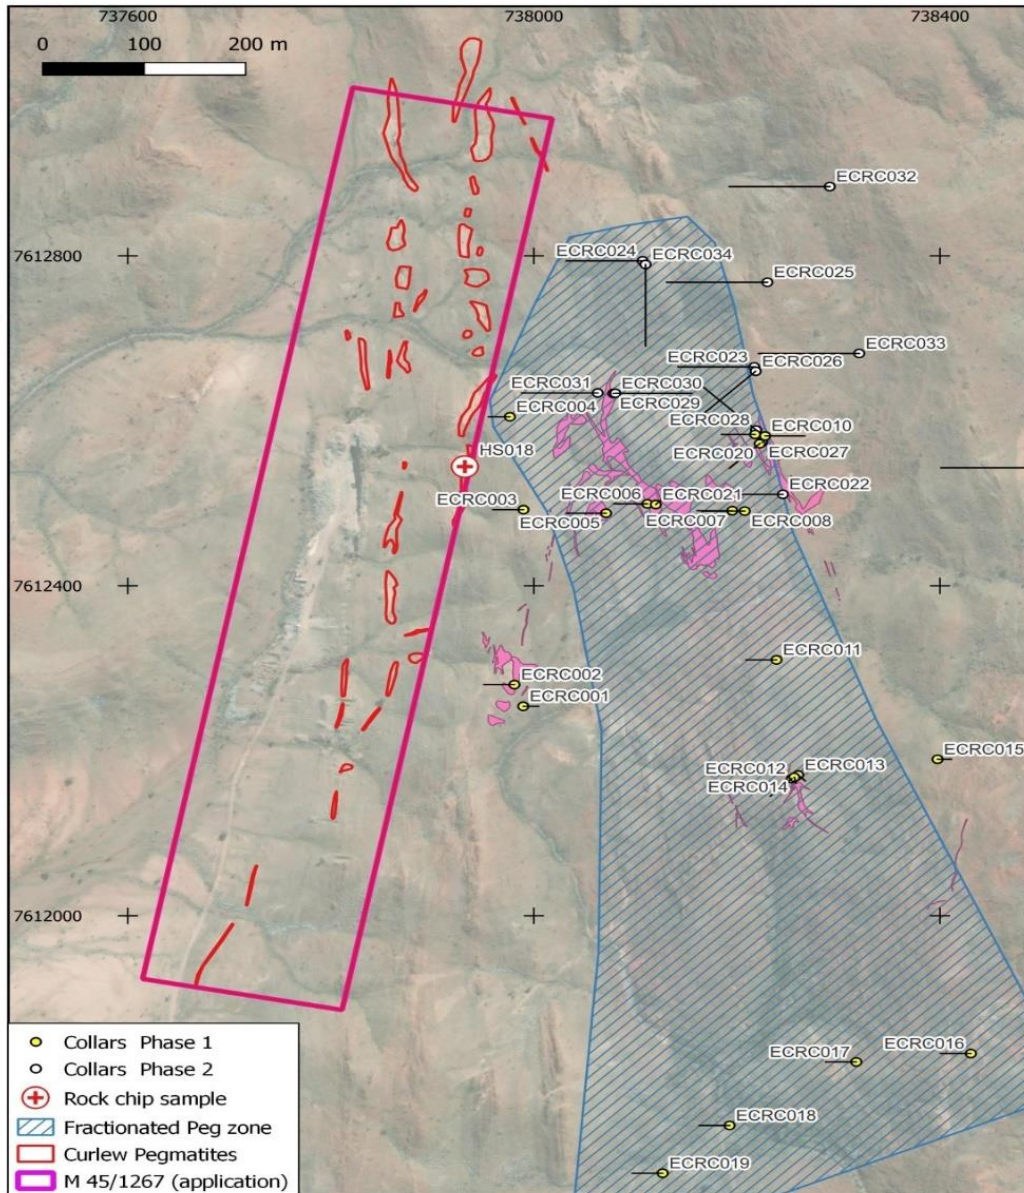 737600
738000
738400
0 100 200 m
ECRC032
7612800
ECRC024
ECRC034
ECRC025
ECRC033
ECRC023
ECRC026
ECRC031
ECRC030
ECRC029
ECRC004
ECRC028
ECRC010
ECRC020
ECRC027
HS018
ECRC003
ECRC006
ECRC021
ECRC022
ECRC005
ECRC007
ECRC008
7612400
ECRC011
ECRC002
ECRC001
ECRC015
ECRC012
ECRC013
ECRC014
7612000
ECRC017
ECRC016
ECRC018
ECRC019
Collars Phase 1
Collars Phase 2
Rock chip sample
Fractionated Peg zone
Curlew Pegmatites
M 45/1267 (application)